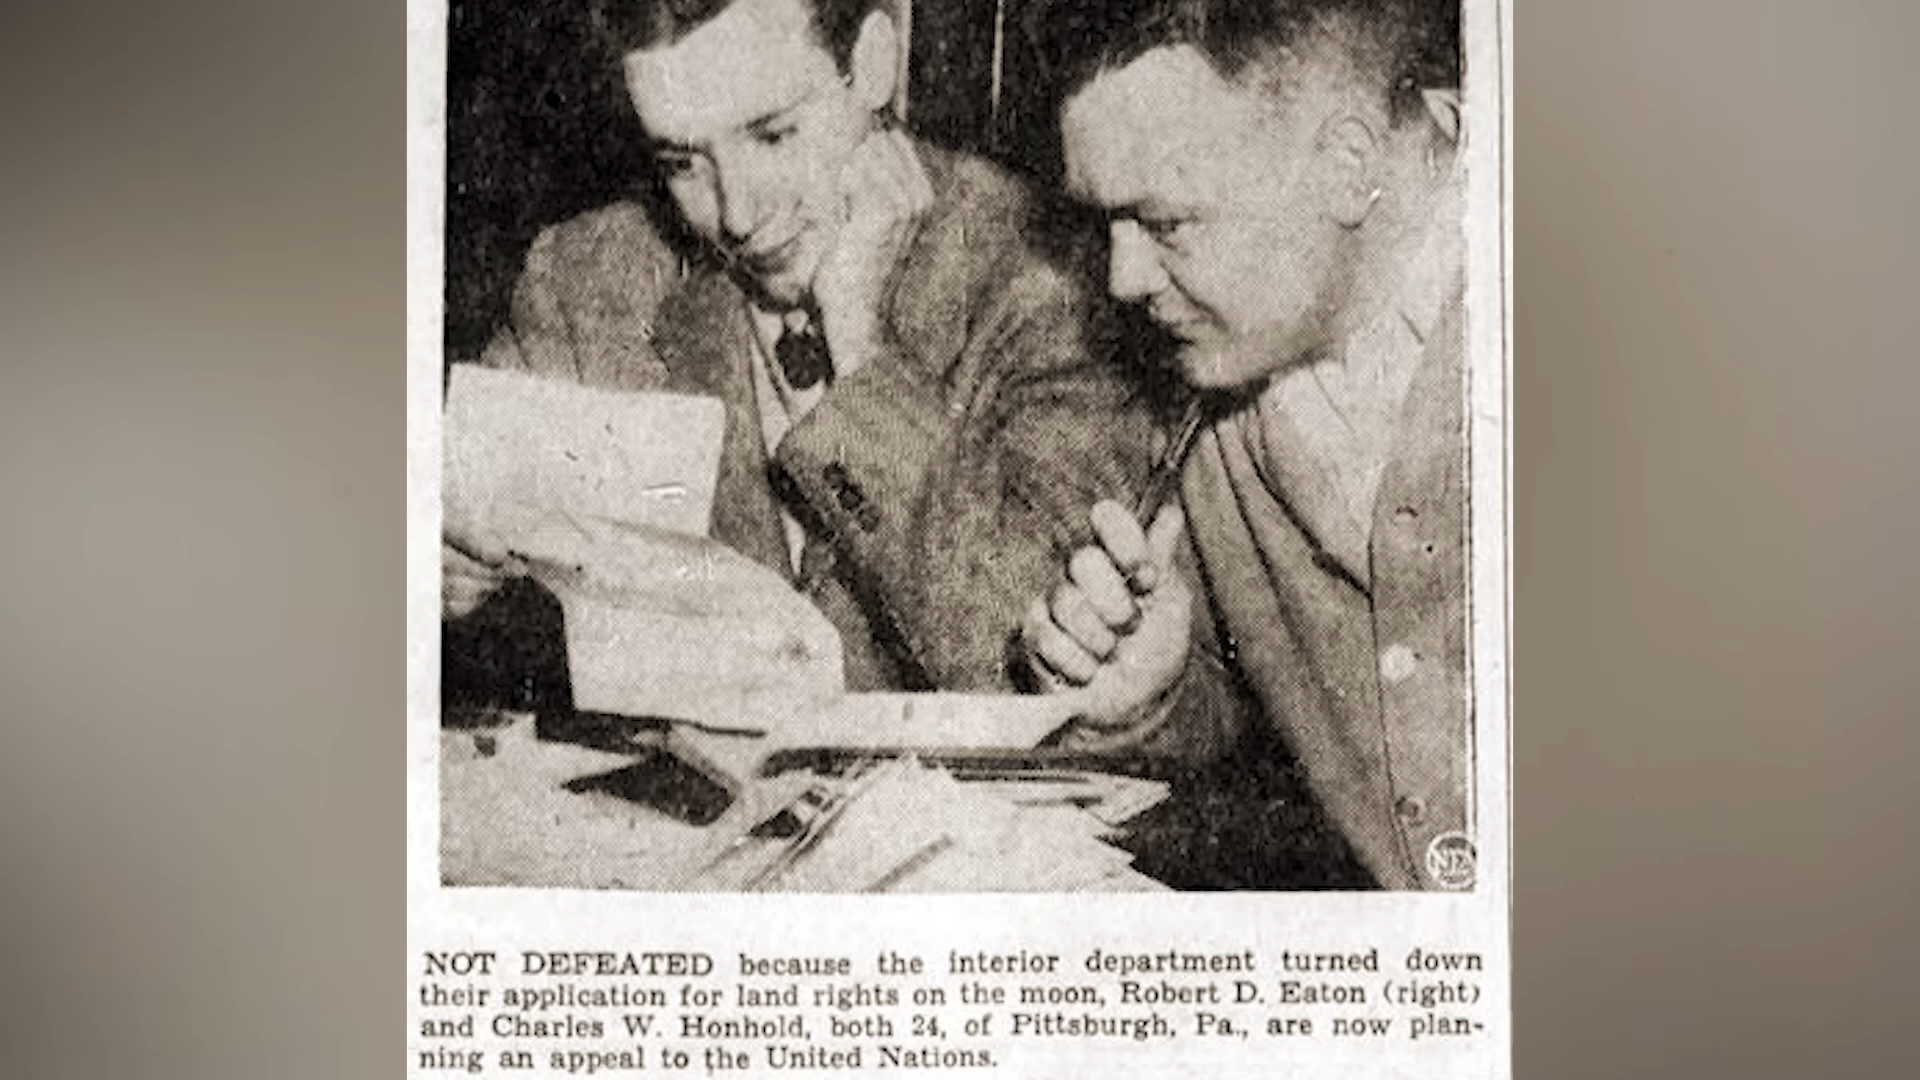 NEA
NOT DEFEATED because the interior department turned down
their application for land rights on the moon, Robert D. Eaton (right)
and Charles W. Honhold, both 24, of Pittsburgh, Pa., are now plan-
ning an appeal to the United Nations.